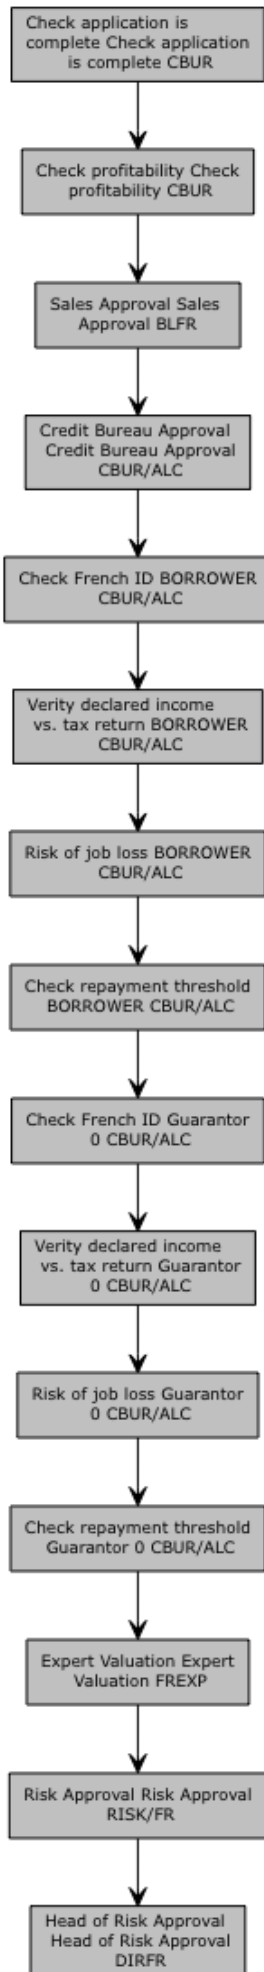 Check application is
complete Check application
is complete CBUR
Check profitability Check
profitability CBUR
Sales Approval Sales
Approval BLFR
Credit Bureau Approval
Credit Bureau Approval
CBUR/ALC
Check French ID BORROWER
CBUR/ALC
Verity declared income
vs. tax return BORROWER
CBUR/ALC
Risk of job loss BORROWER
CBUR/ALC
Check repayment threshold
BORROWER CBUR/ALC
Check French ID Guarantor
0 CBUR/ALC
Verity declared income
vs. tax return Guarantor
0 CBUR/ALC
Risk of job loss Guarantor
0 CBUR/ALC
Check repayment threshold
Guarantor 0 CBUR/ALC
Expert Valuation Expert
Valuation FREXP
Risk Approval Risk Approval
RISK/FR
Head of Risk Approval
Head of Risk Approval
DIRFR